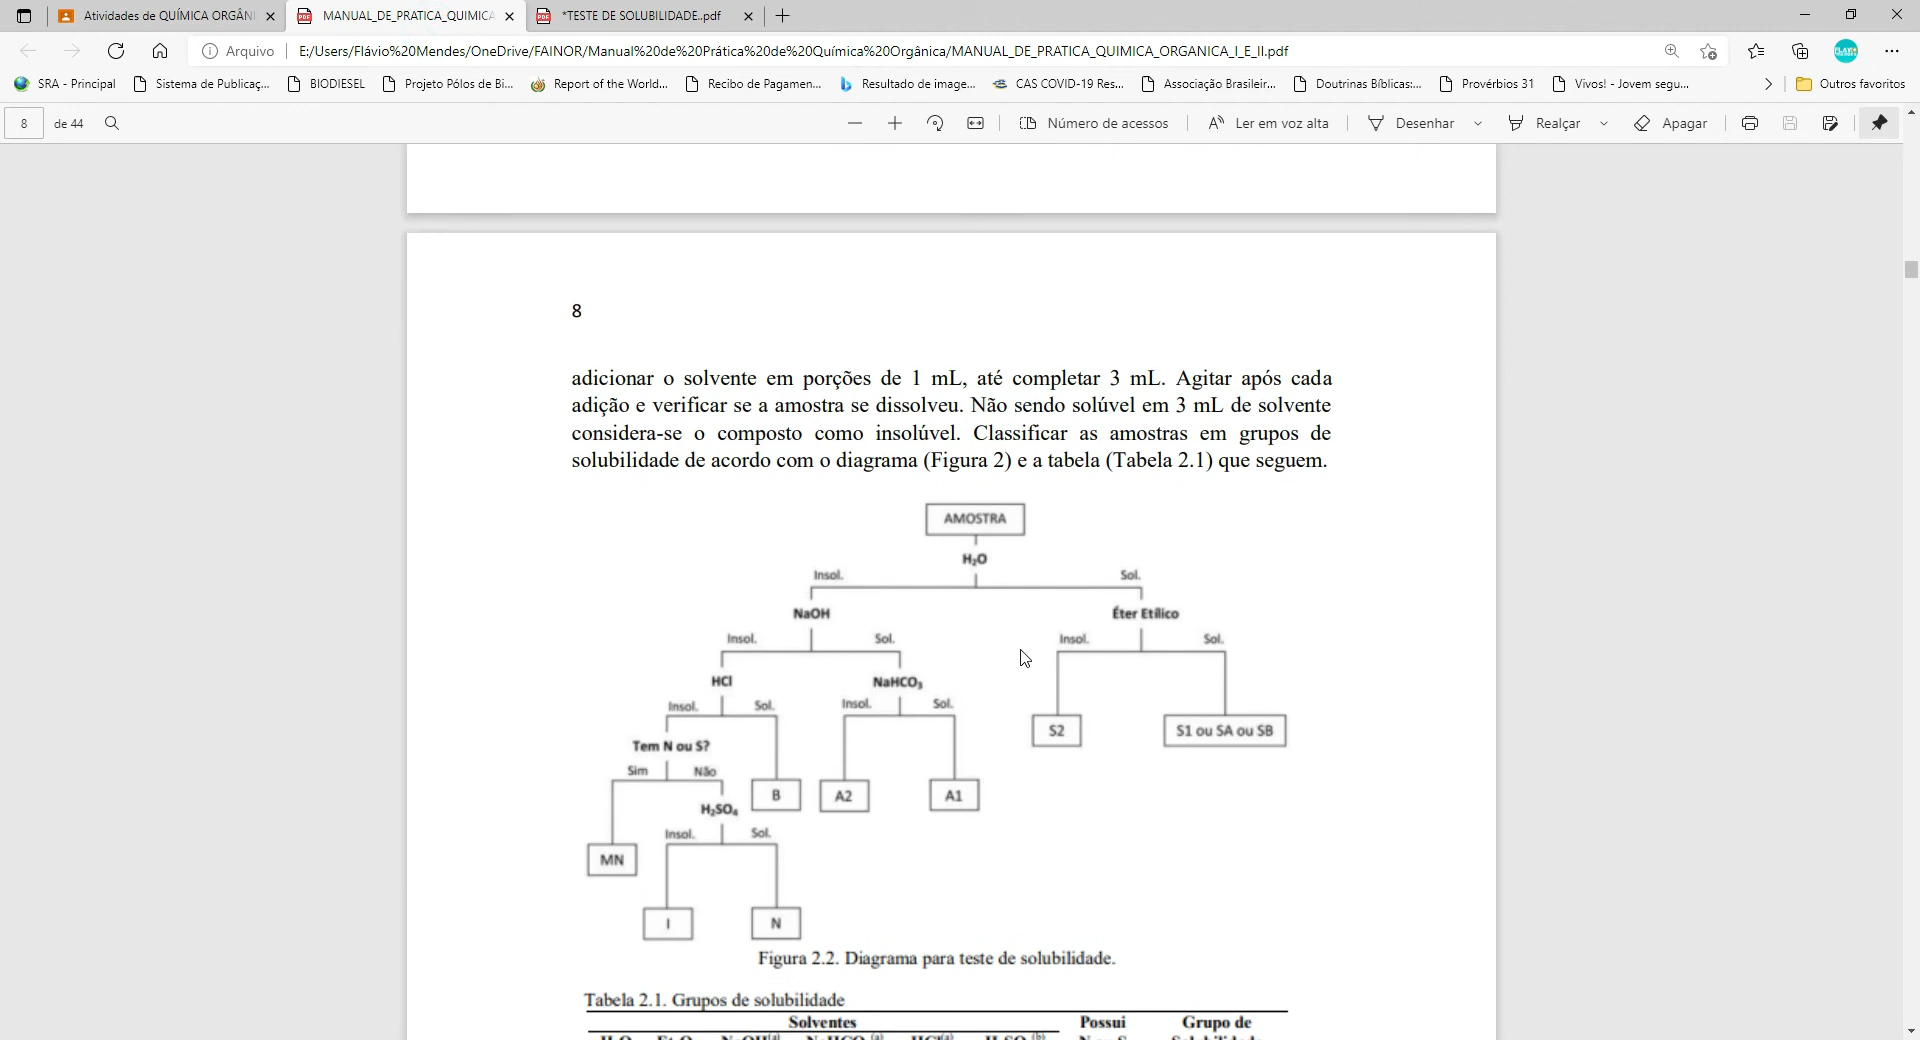 Atividades de QUÍMICA ORGÂNI
MANUAL_DE_PRATICA_QUIMICA
*TESTE DE SOLUBILIDADE..pdf
Arquivo
E:/Users/Flávio%20Mendes/OneDrive/FAINOR/Manual%20de%20Prática%20de%20Química%20Orgânica/MANUAL_DE_PRATICA_QUIMICA_ORGANICA_I_E_II.pdf
SRA - Principal
Sistema de Publicaç...
BIODIESEL
Projeto Pólos de Bi...
Report of the World...
Recibo de Pagamen...
Resultado de image...
CAS COVID-19 Res...
Associação Brasileir...
Doutrinas Bíblicas:...
Provérbios 31
Vivos! - Jovem segu...
Outros favoritos
8 de 44
Número de acessos
Ler em voz alta
Desenhar
Realçar
Apagar
8
adicionar o solvente em porções de 1 mL, até completar 3 mL. Agitar após cada
adição e verificar se a amostra se dissolveu. Não sendo solúvel em 3 mL de solvente
considera-se o composto como insolúvel. Classificar as amostras em grupos de
solubilidade de acordo com o diagrama (Figura 2) e a tabela (Tabela 2.1) que seguem.
AMOSTRA
H₂O
Insol. Sol.
NaOH Éter Etílico
Insol. Sol. Insol. Sol.
HCl NaHCO₃
Insol. Sol. Insol. Sol.
S2 S1 ou SA ou SB
Tem N ou S?
Sim Não
B A2 A1
H₂SO₄
Insol. Sol.
MN
I N
Figura 2.2. Diagrama para teste de solubilidade.
Tabela 2.1. Grupos de solubilidade
Solventes Possui Grupo de